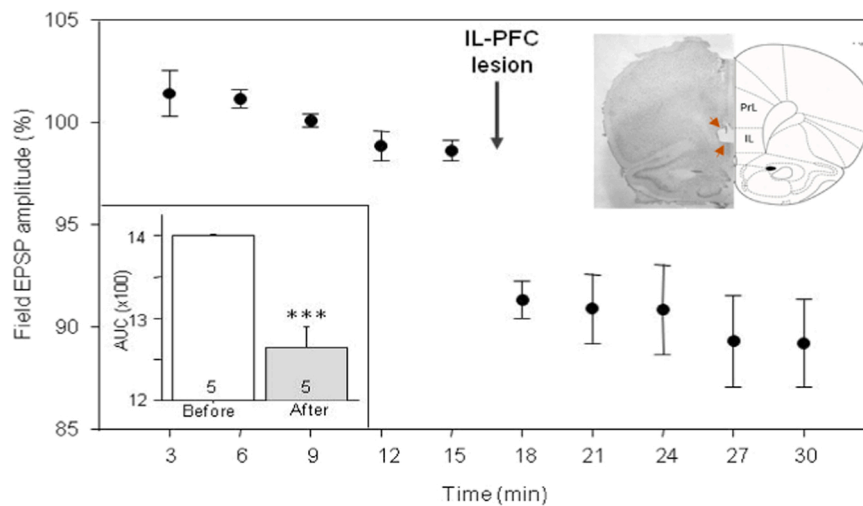 105
100
95
90
85
Field EPSP amplitude (%)
IL-PFC
lesion
PrL
IL
14
13
12
AUC (x100)
***
5
5
Before
After
3
6
9
12
15
18
21
24
27
30
Time (min)